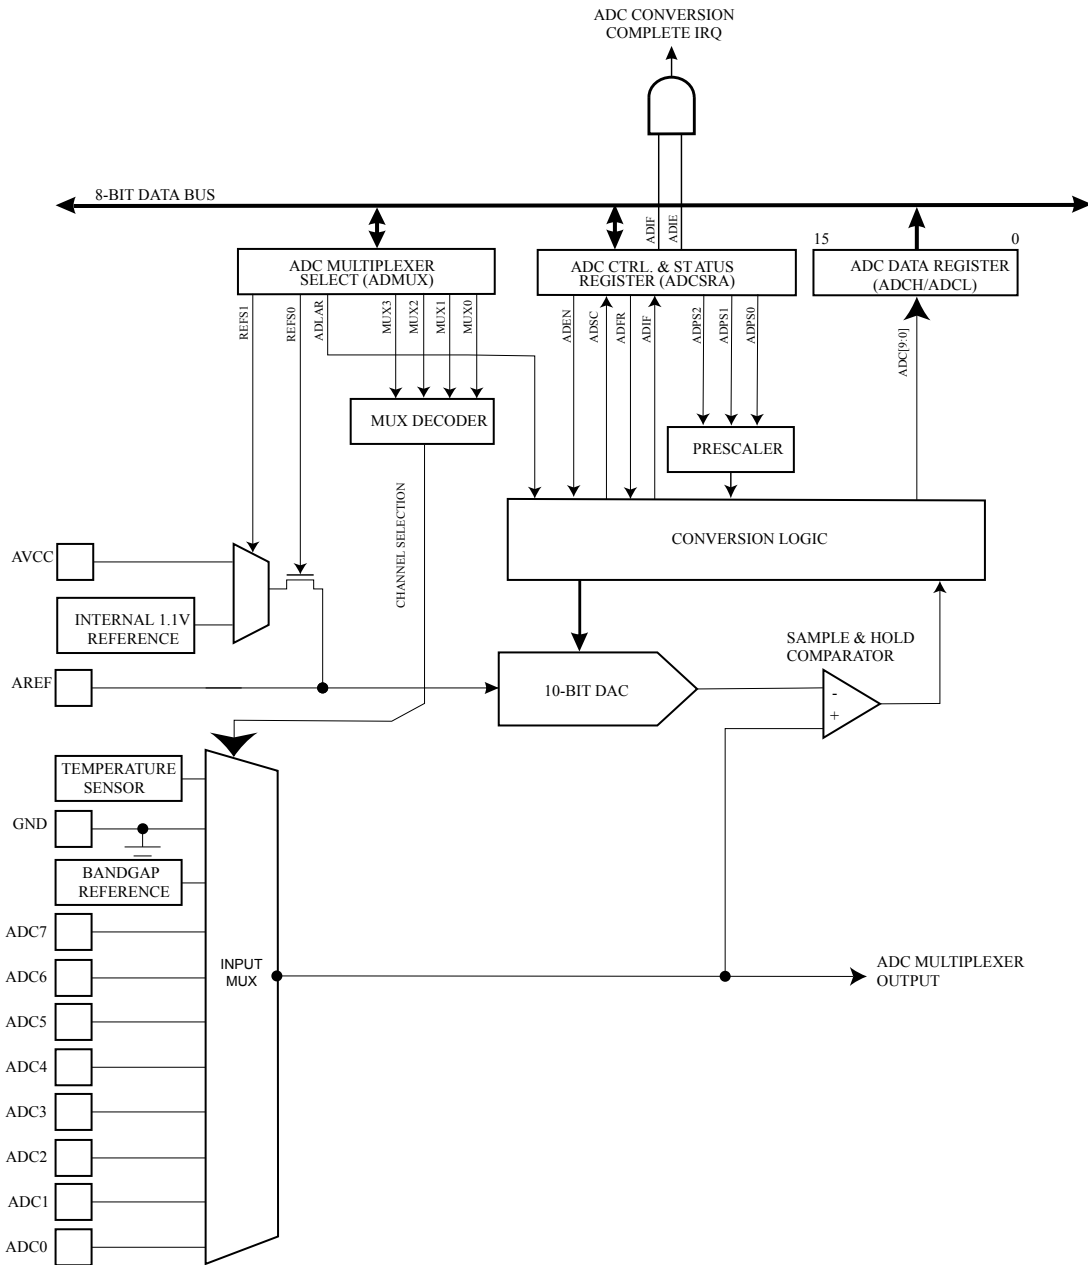 ADC CONVERSION
COMPLETE IRQ
8-BIT DATA BUS
ADIF
ADIE
15
0
ADC MULTIPLEXER
SELECT (ADMUX)
ADC CTRL. & STATUS
REGISTER (ADCSRA)
ADC DATA REGISTER
(ADCH/ADCL)
REFS1
REFS0
ADLAR
MUX3
MUX2
MUX1
MUX0
ADEN
ADSC
ADFR
ADIF
ADPS2
ADPS1
ADPS0
ADC[9:0]
MUX DECODER
PRESCALER
CHANNEL SELECTION
CONVERSION LOGIC
AVCC
INTERNAL 1.1V
REFERENCE
SAMPLE & HOLD
COMPARATOR
AREF
10-BIT DAC
-
+
TEMPERATURE
SENSOR
GND
BANDGAP
REFERENCE
ADC7
ADC6
INPUT
MUX
ADC MULTIPLEXER
OUTPUT
ADC5
ADC4
ADC3
ADC2
ADC1
ADC0